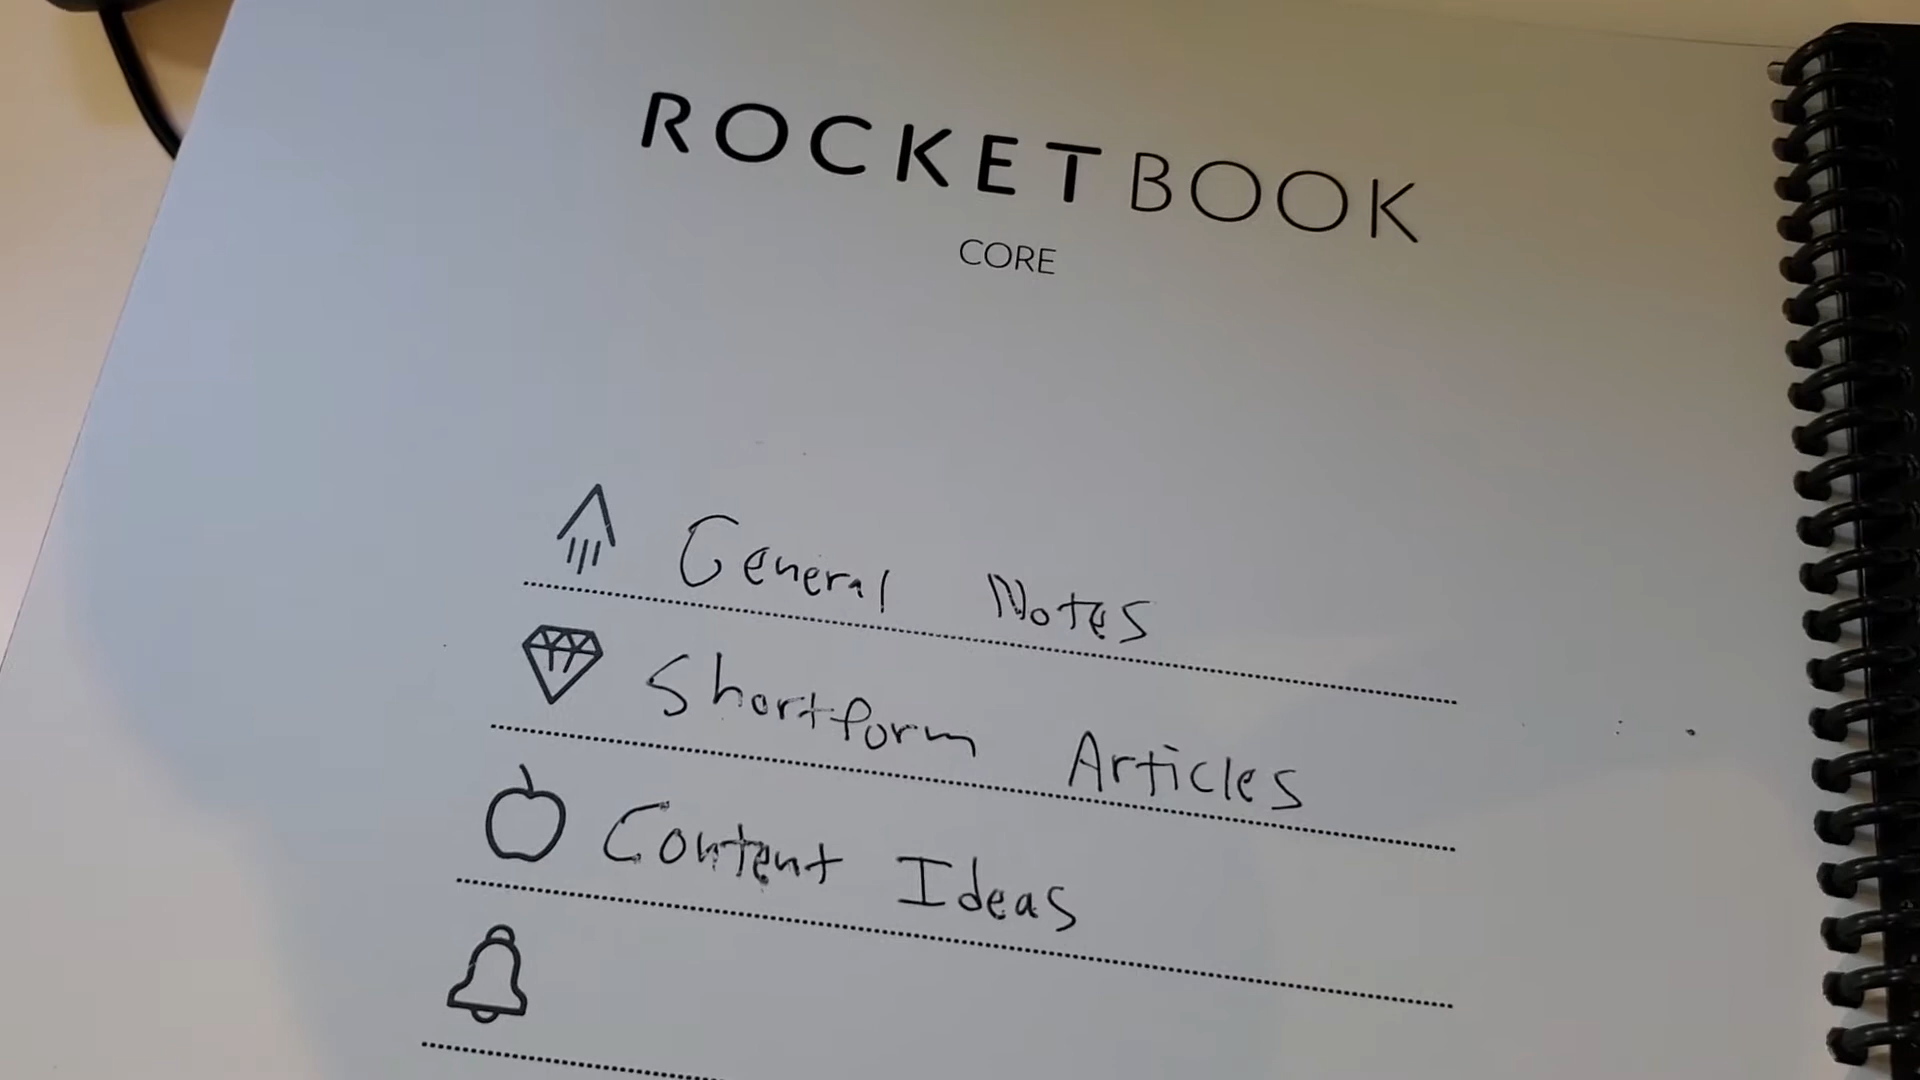 ROCKETBOOK
CORE
General Notes
Shortform Articles
Content Ideas